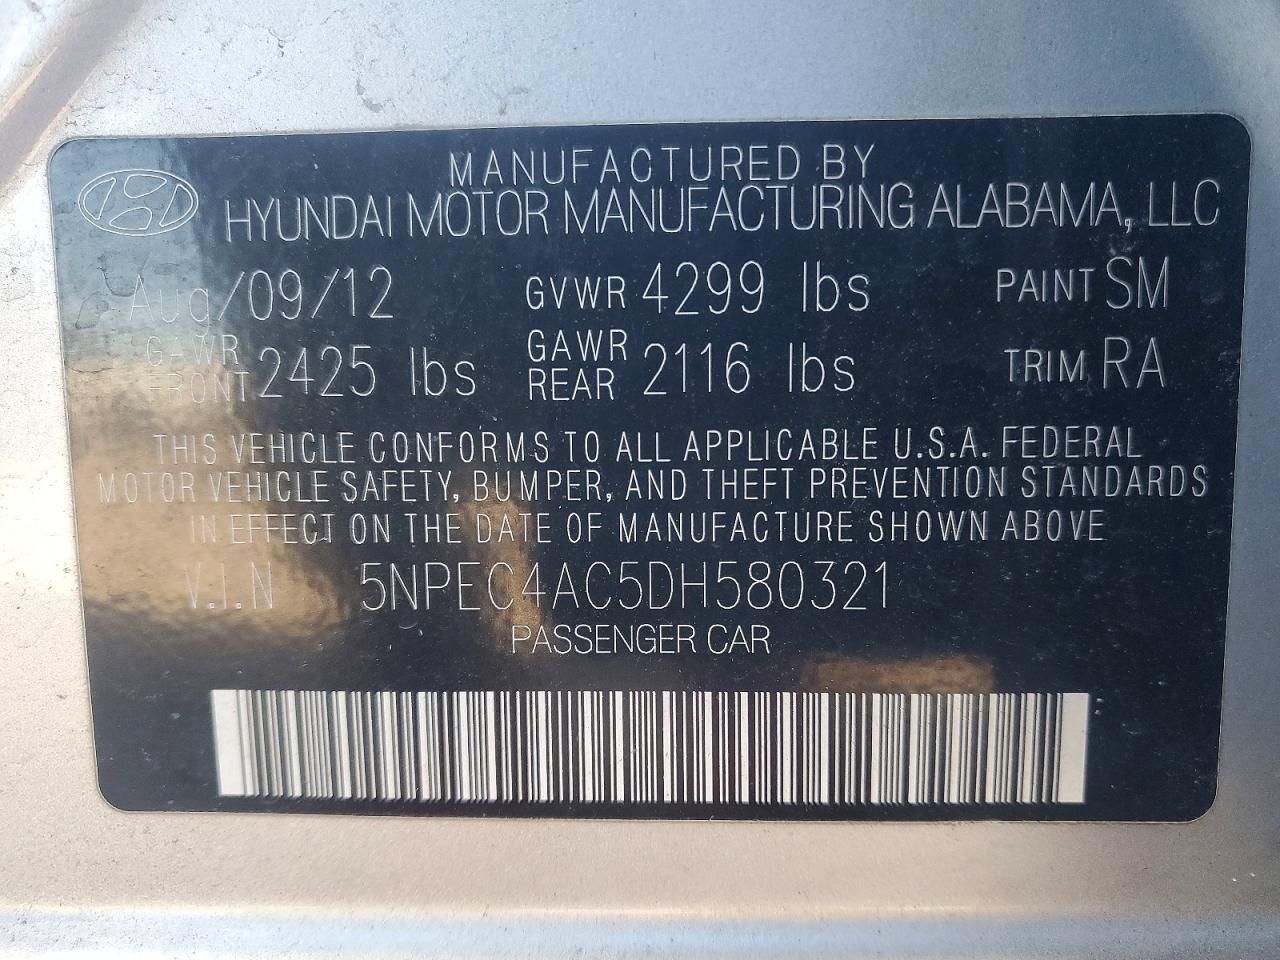 MANUFACTURED BY
HYUNDAI MOTOR MANUFACTURING ALABAMA, LLC
Aug/09/12 GVWR 4299 lbs PAINT SM
GAWR FRONT 2425 lbs GAWR REAR 2116 lbs TRIM RA
THIS VEHICLE CONFORMS TO ALL APPLICABLE U.S.A. FEDERAL
MOTOR VEHICLE SAFETY, BUMPER, AND THEFT PREVENTION STANDARDS
IN EFFECT ON THE DATE OF MANUFACTURE SHOWN ABOVE
V.I.N 5NPEC4AC5DH580321
PASSENGER CAR